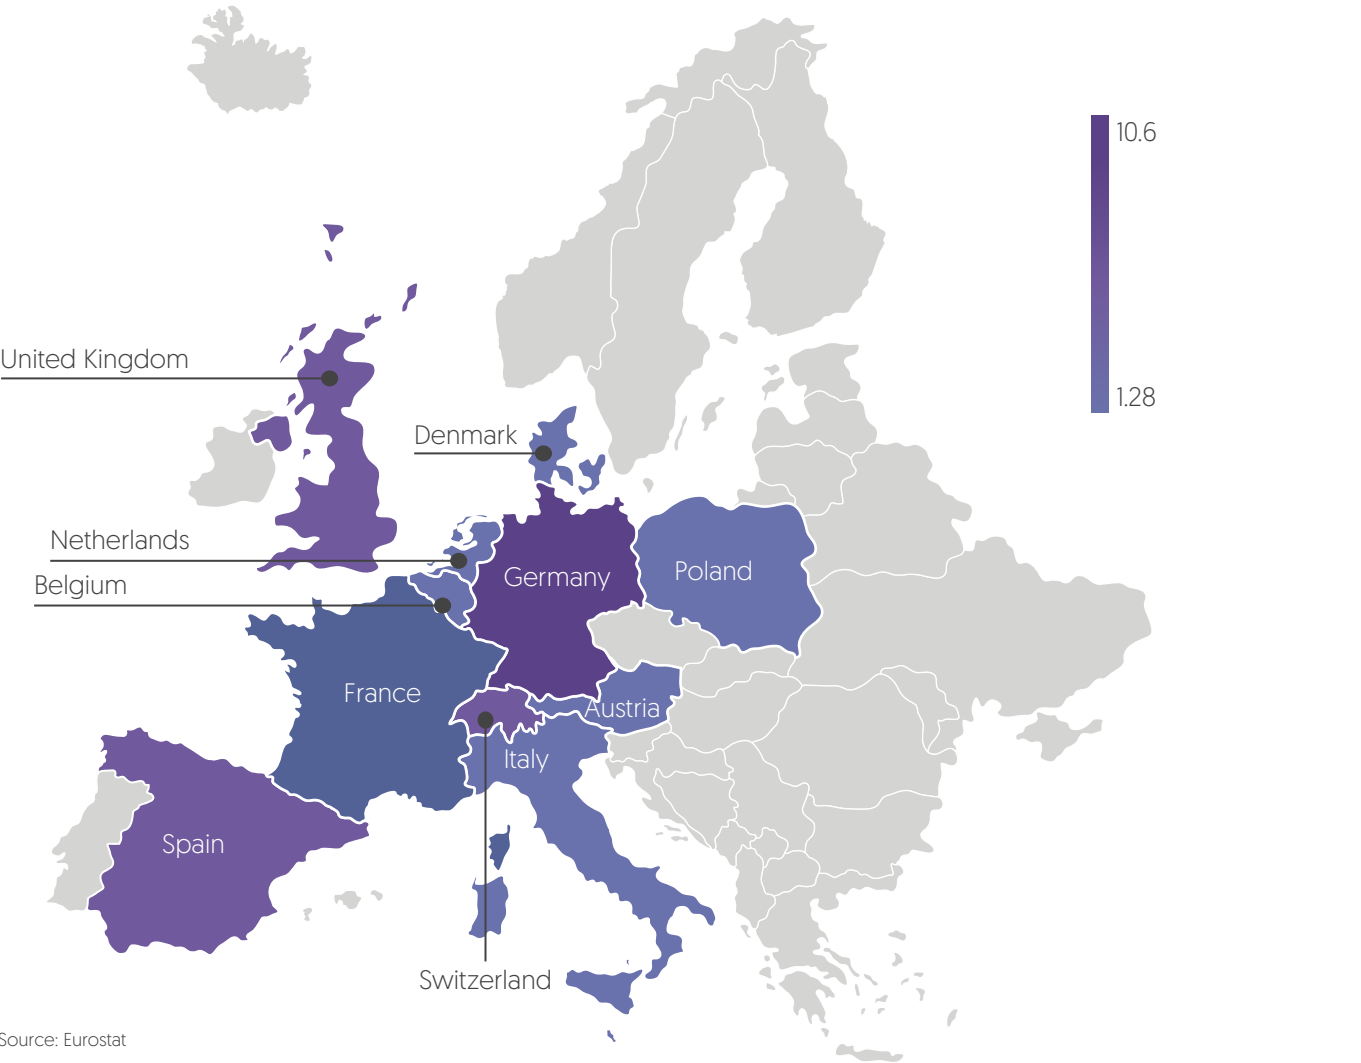 10.6
United Kingdom
1.28
Denmark
Netherlands
Germany
Poland
Belgium
France
Austria
Italy
Spain
Switzerland
Source: Eurostat